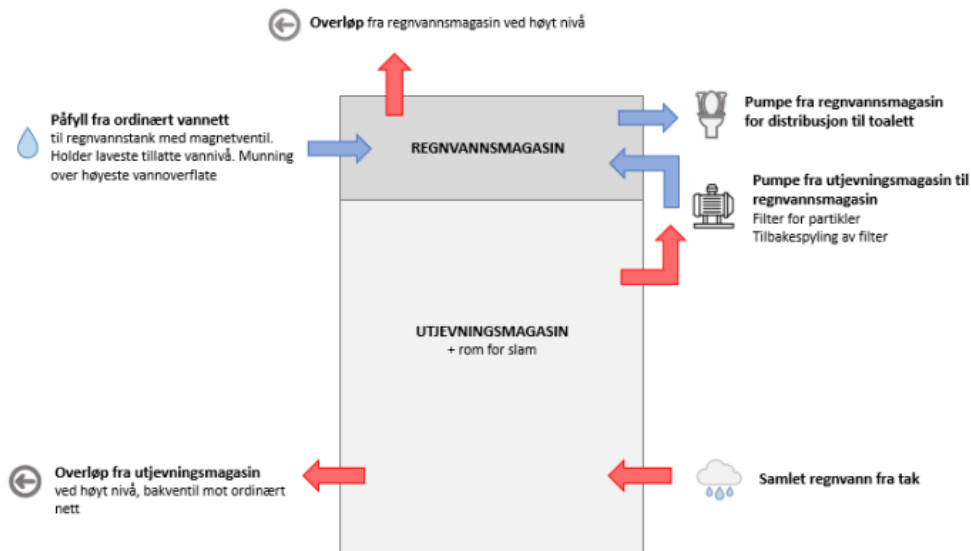 Overløp fra regnvannsmagasin ved høyt nivå
Påfyll fra ordinært vannett
til regnvannstank med magnetventil.
Holder laveste tillatte vannivå. Munning
over høyeste vannoverflate
REGNVANNSMAGASIN
Pumpe fra regnvannsmagasin
for distribusjon til toalett
Pumpe fra utjevningsmagasin til
regnvannsmagasin
Filter for partikler
Tilbakespyling av filter
UTJEVNINGSMAGASIN
+ rom for slam
Overløp fra utjevningsmagasin
ved høyt nivå, bakventil mot ordinært
nett
Samlet regnvann fra tak